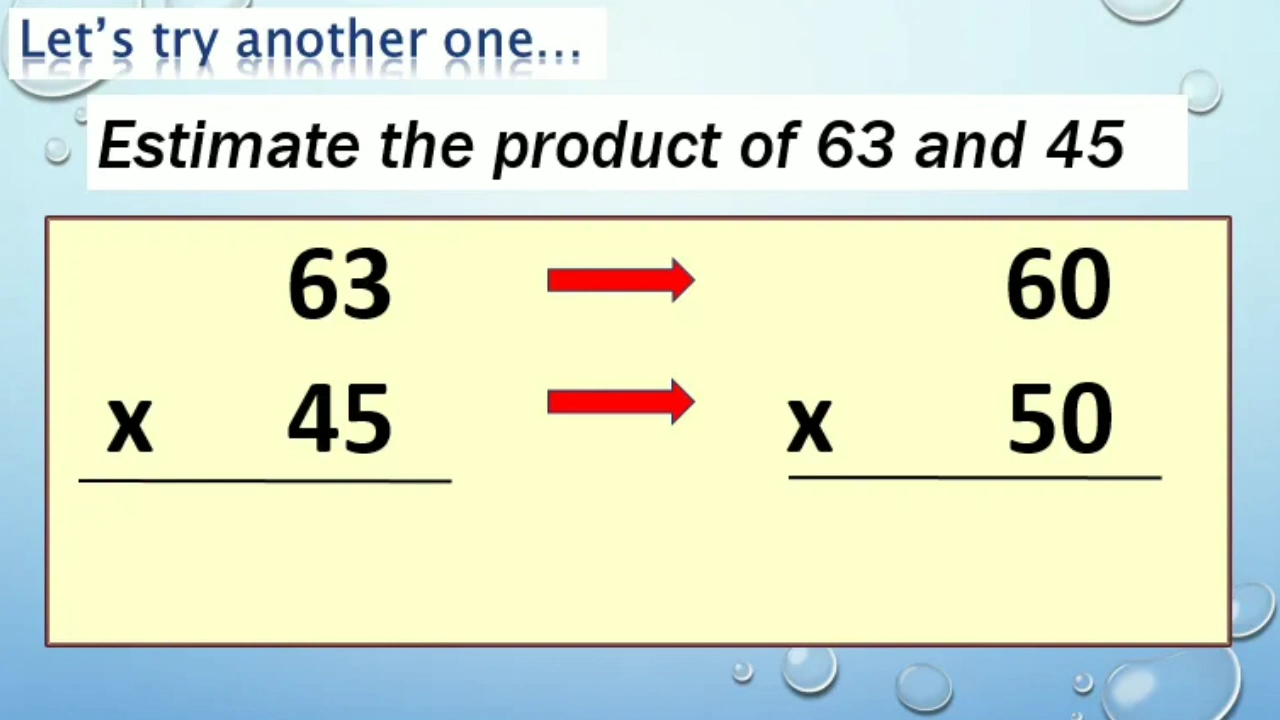 Let's try another one...
Estimate the product of 63 and 45
63 60
x 45 x 50